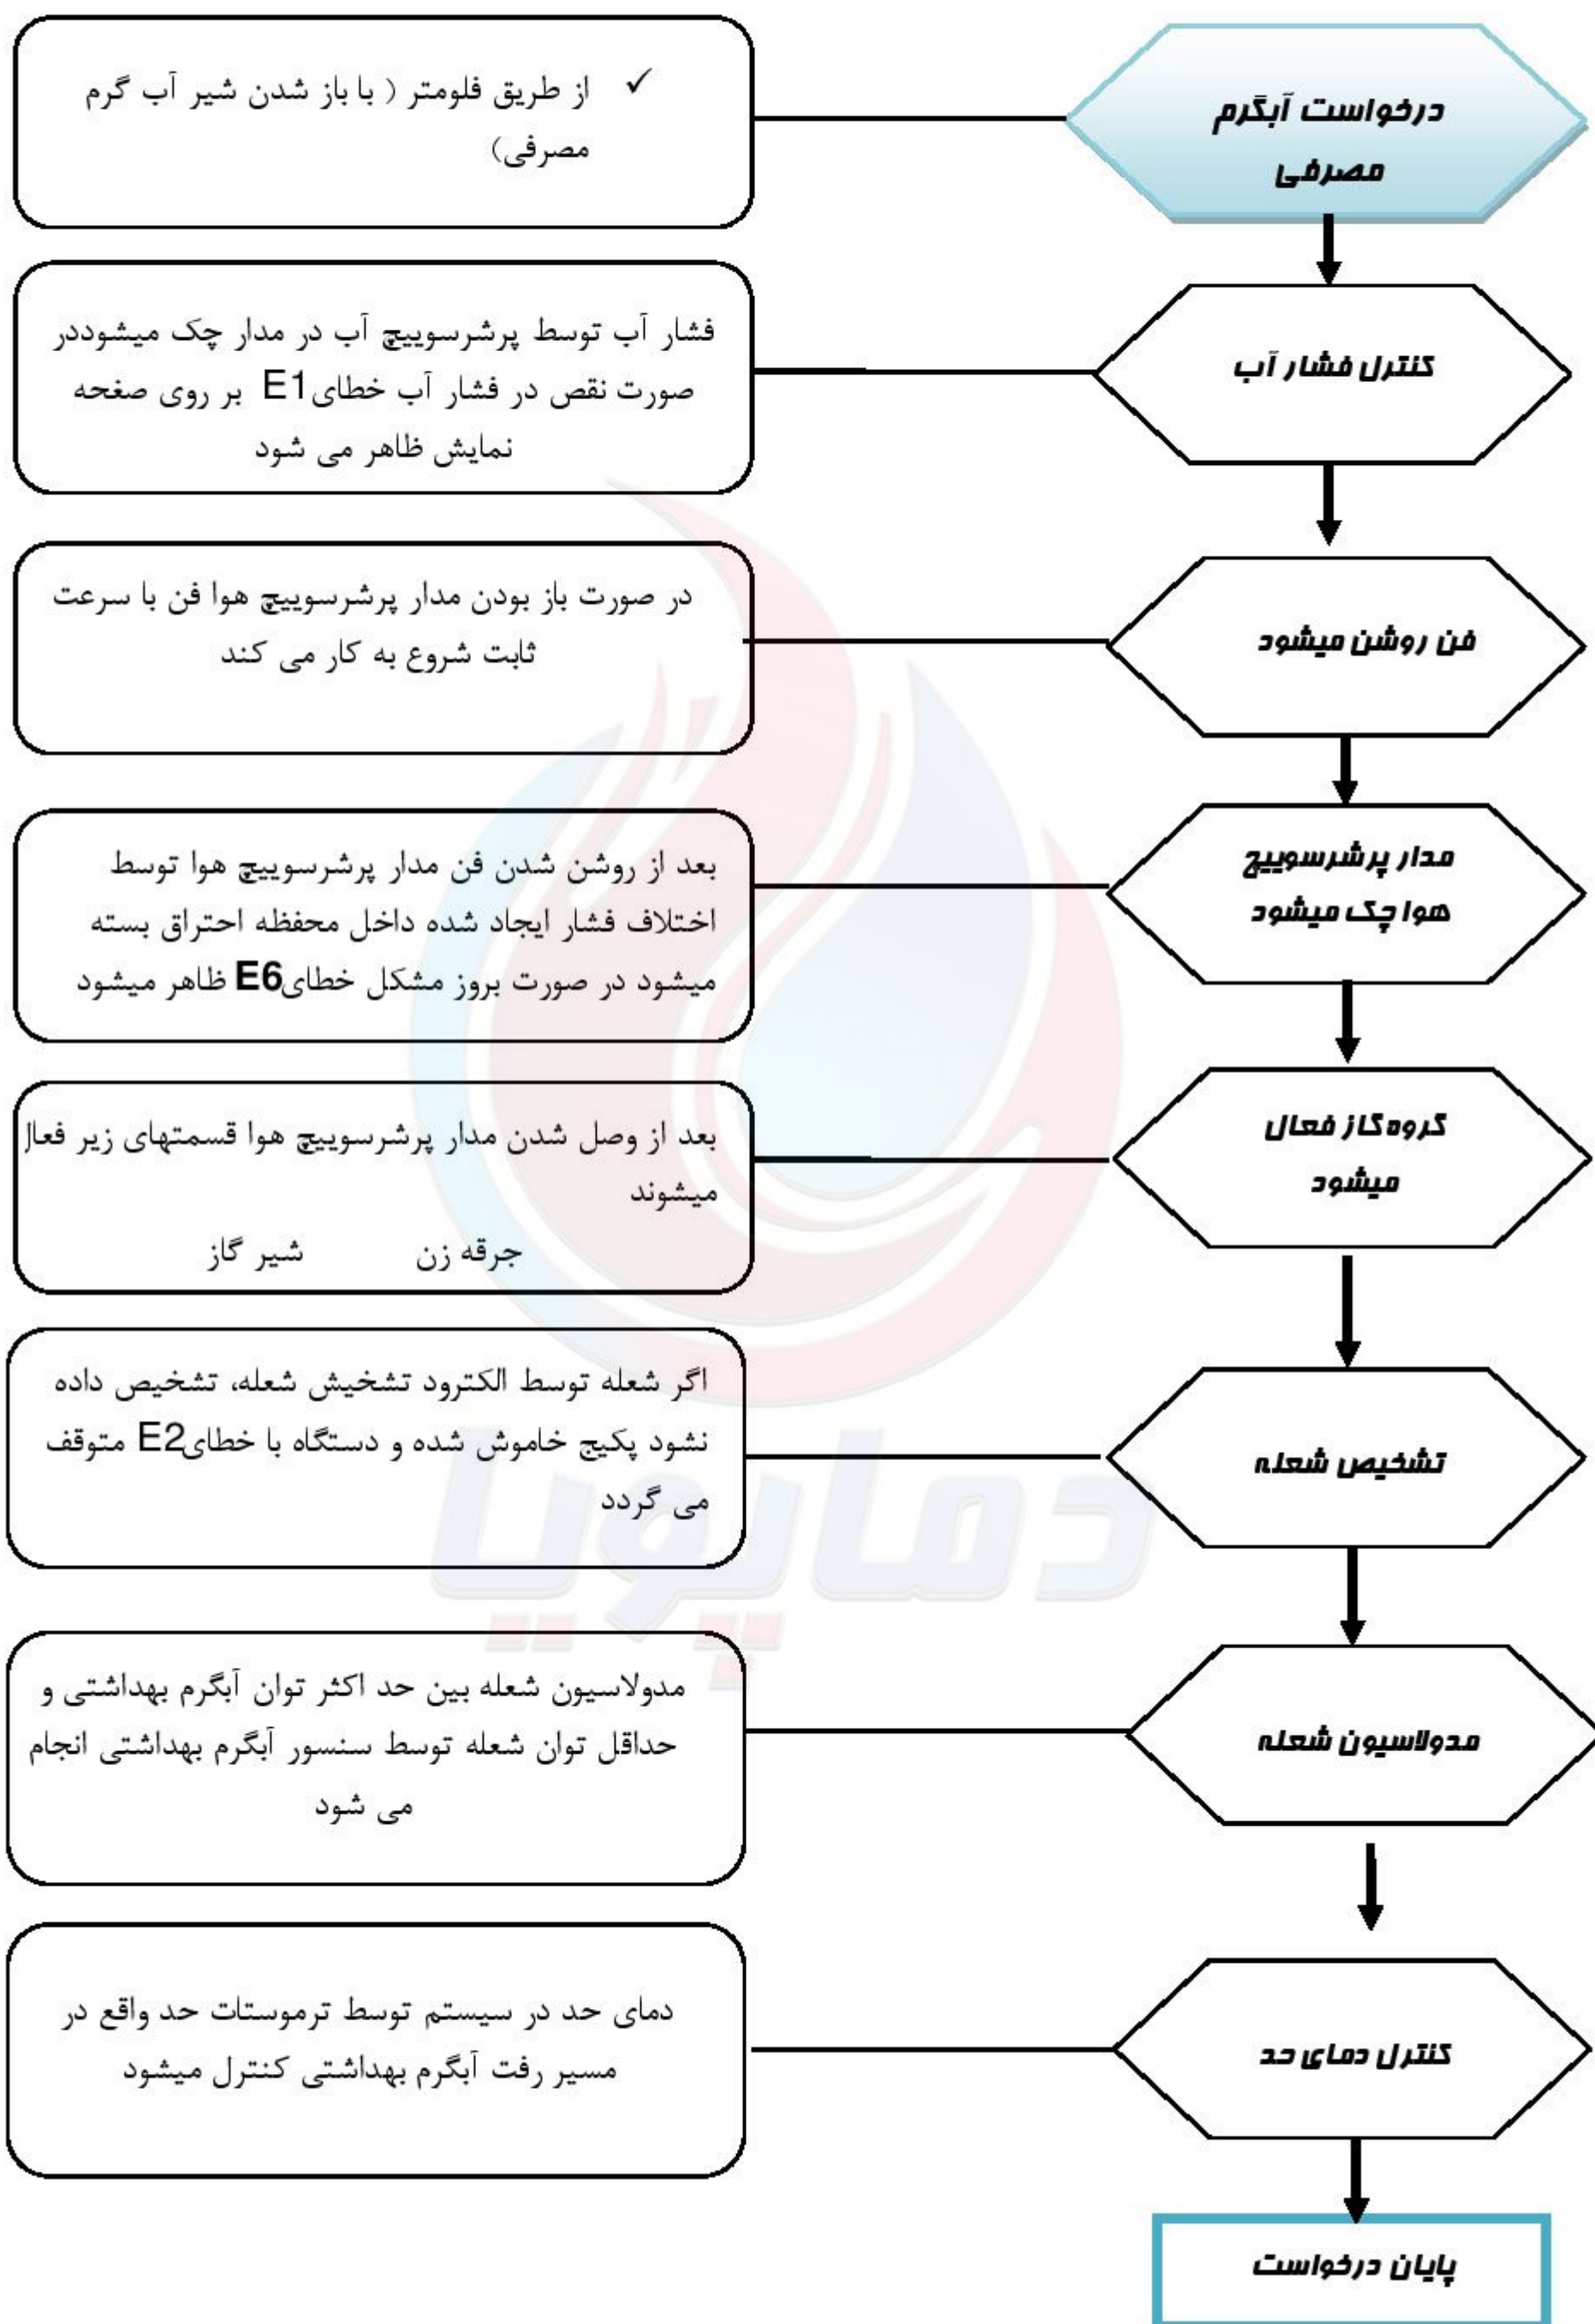 درخواست آبگرم
مصرفی
✓ از طریق فلومتر ( با باز شدن شیر آب گرم
مصرفی)
کنترل فشار آب
فشار آب توسط پرشرسوییچ آب در مدار چک میشوددر
صورت نقص در فشار آب خطای E1 بر روی صغحه
نمایش ظاهر می شود
فن روشن میشود
در صورت باز بودن مدار پرشرسوییچ هوا فن با سرعت
ثابت شروع به کار می کند
مدار پرشرسوییچ
هوا چک میشود
بعد از روشن شدن فن مدار پرشرسوییچ هوا توسط
اختلاف فشار ایجاد شده داخل محفظه احتراق بسته
میشود در صورت بروز مشکل خطای E6 ظاهر میشود
گروه گاز فعال
میشود
بعد از وصل شدن مدار پرشرسوییچ هوا قسمتهای زیر فعال
میشوند
جرقه زن شیر گاز
تشخیص شعله
اگر شعله توسط الکترود تشخیش شعله، تشخیص داده
نشود پکیج خاموش شده و دستگاه با خطای E2 متوقف
می گردد
مدولاسیون شعله
مدولاسیون شعله بین حد اکثر توان آبگرم بهداشتی و
حداقل توان شعله توسط سنسور آبگرم بهداشتی انجام
می شود
کنترل دمای حد
دمای حد در سیستم توسط ترموستات حد واقع در
مسیر رفت آبگرم بهداشتی کنترل میشود
پایان درخواست
دماپویا